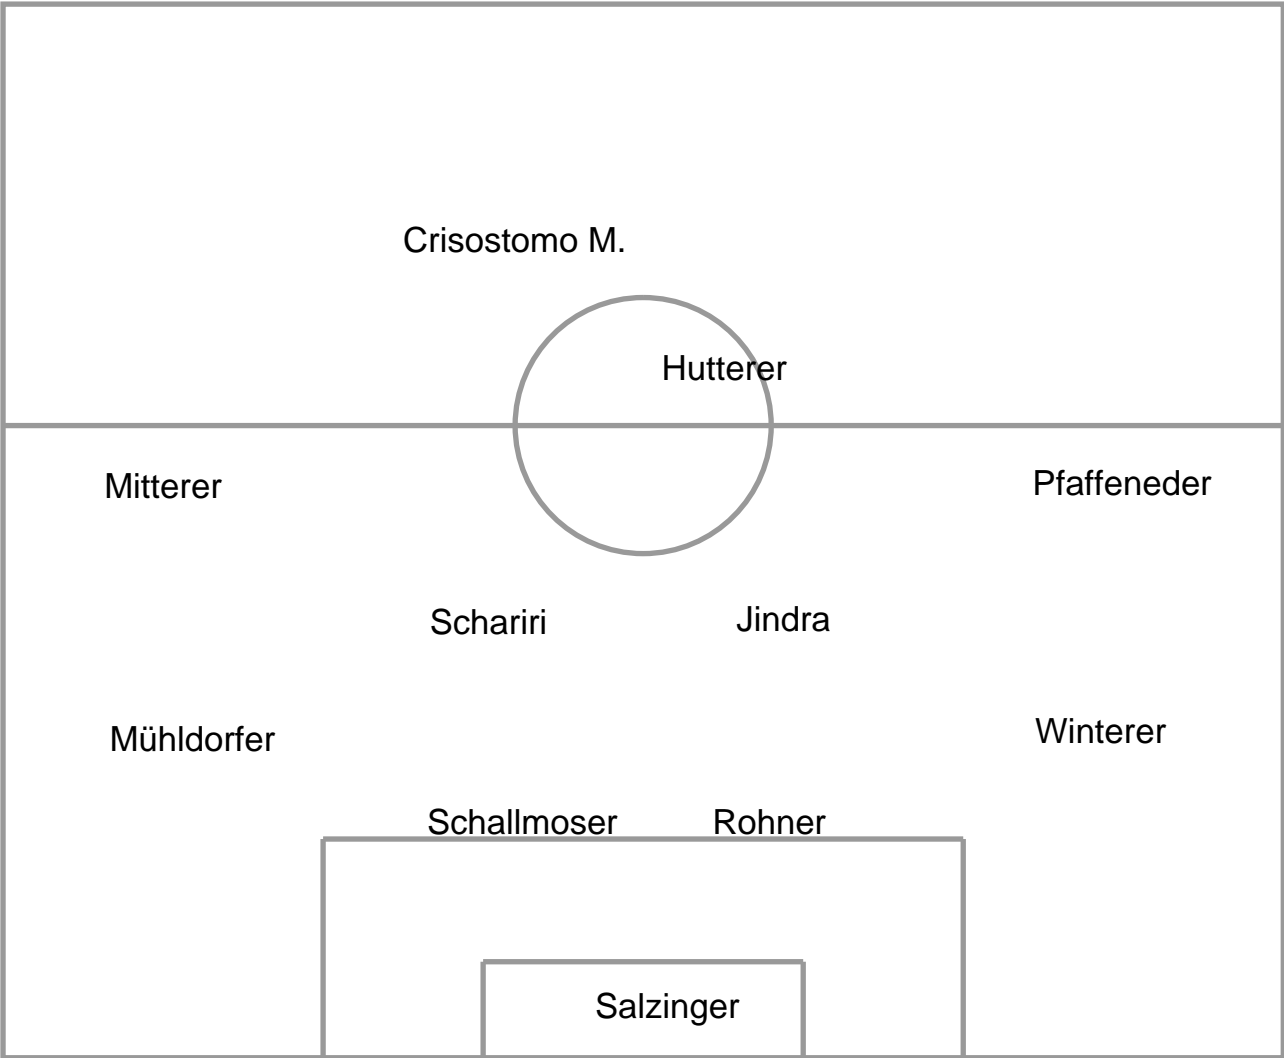 Crisostomo M.
Hutterer
Mitterer
Pfaffeneder
Schariri
Jindra
Mühldorfer
Winterer
Schallmoser
Rohner
Salzinger